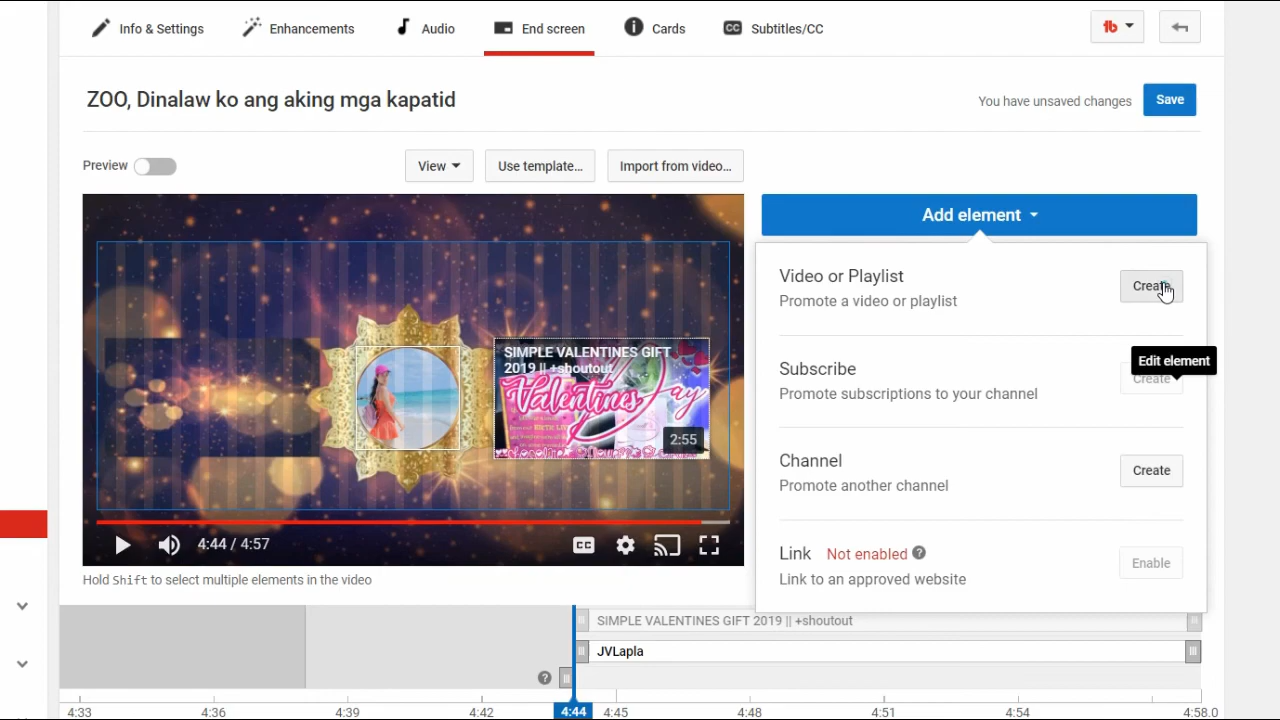 Info & Settings
Enhancements
Audio
End screen
Cards
CC Subtitles/CC
ZOO, Dinalaw ko ang aking mga kapatid
You have unsaved changes
Save
Preview
View
Use template...
Import from video...
Add element
SIMPLE VALENTINES GIFT
2019 || +shoutout
Valentines Day
2:55
4:44 / 4:57
CC
Hold Shift to select multiple elements in the video
Video or Playlist
Promote a video or playlist
Create
Edit element
Subscribe
Promote subscriptions to your channel
Create
Channel
Promote another channel
Create
Link Not enabled ?
Link to an approved website
Enable
SIMPLE VALENTINES GIFT 2019 || +shoutout
JVLapla
?
4:33 4:36 4:39 4:42 4:44 4:45 4:48 4:51 4:54 4:58.0